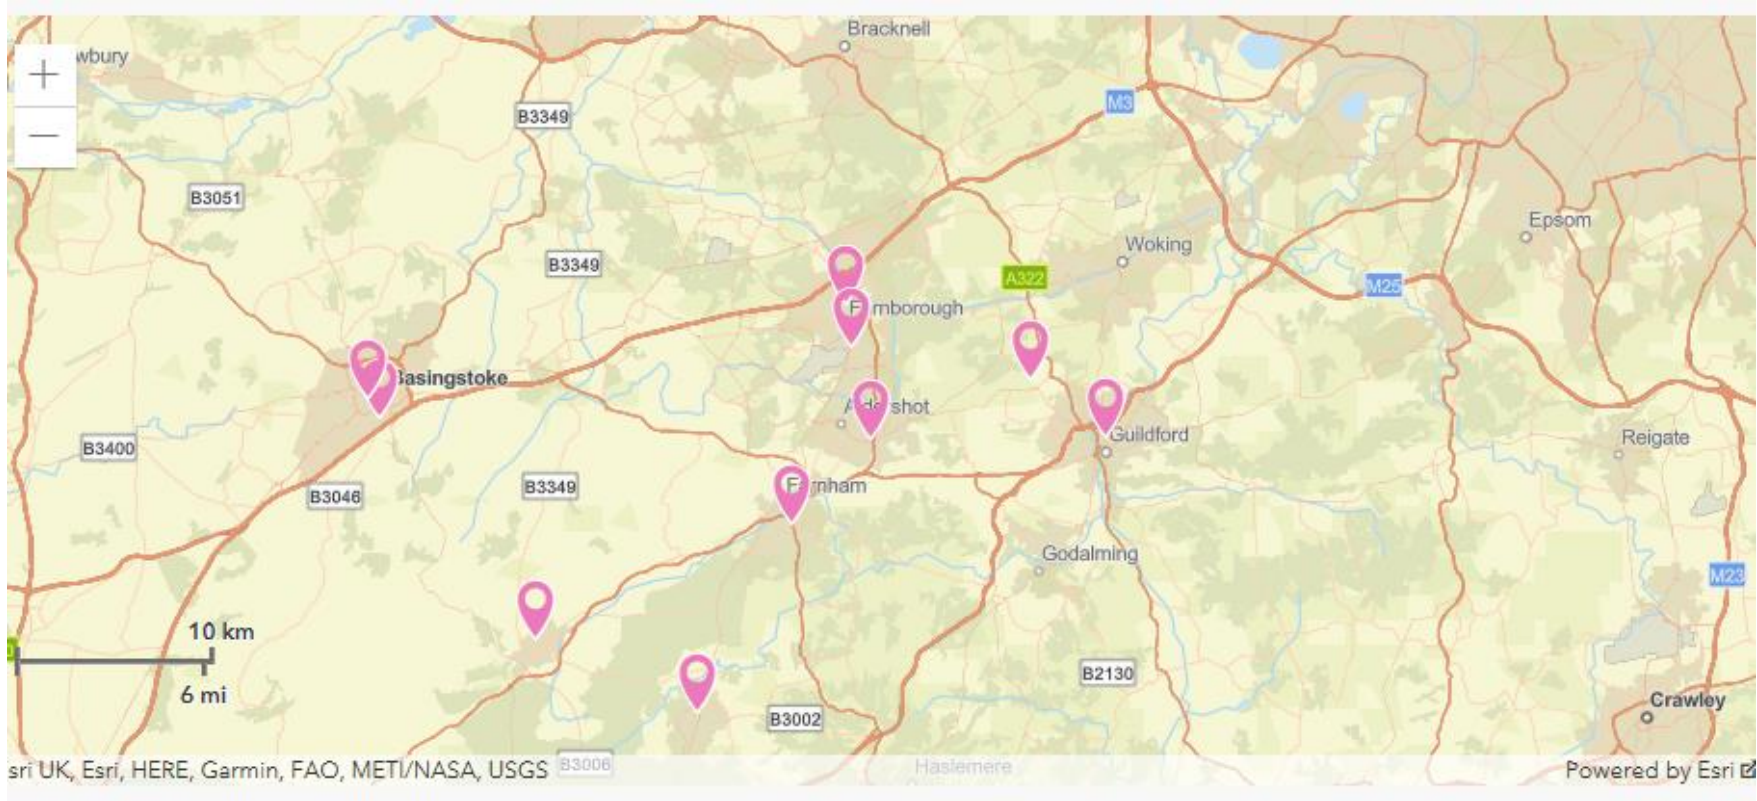 Bracknell
wbury
+
M3
B3349
−
B3051
Epsom
Woking
B3349
A322
M25
F rnborough
Basingstoke
A de shot
Guildford
Reigate
B3400
B3349
F rnham
B3046
Godalming
M23
10 km
B2130
6 mi
Crawley
B3002
sri UK, Esri, HERE, Garmin, FAO, METI/NASA, USGS
B3006
Haslemere
Powered by Esri